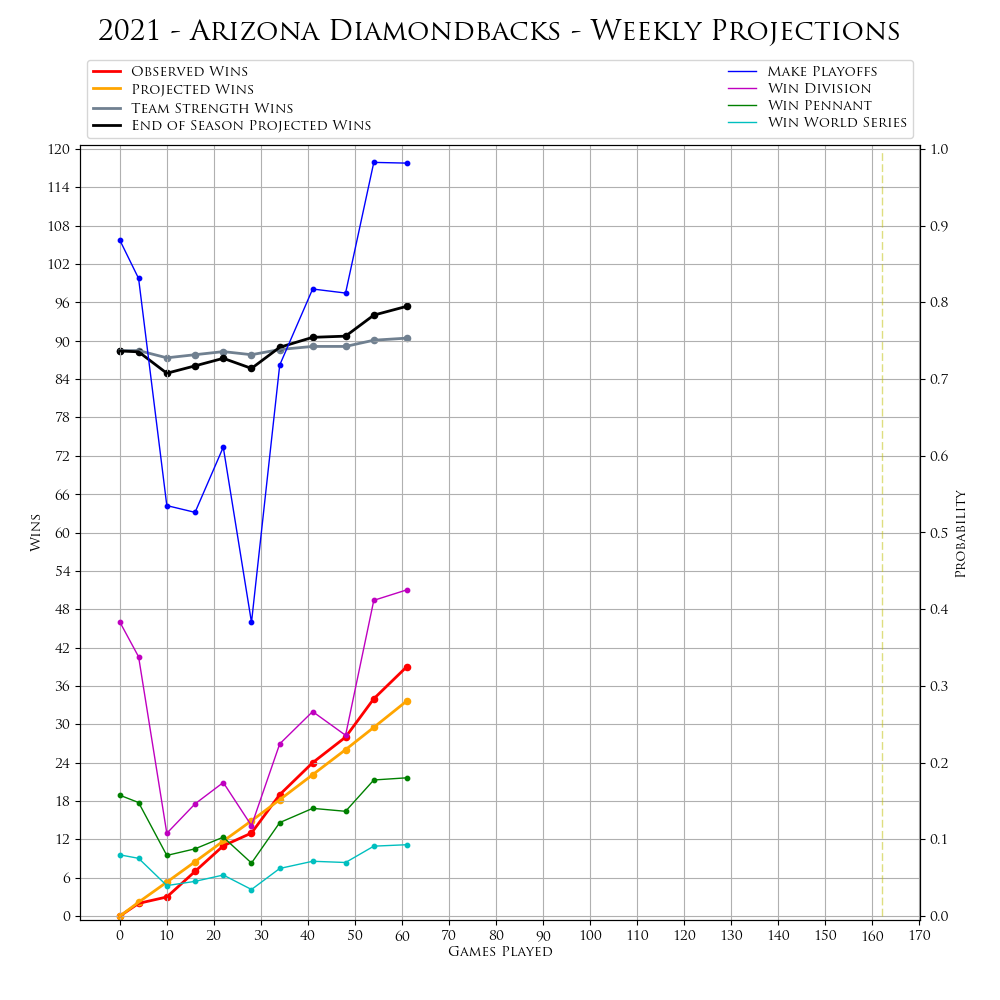 2021 - Arizona Diamondbacks - Weekly Projections
Observed Wins
Projected Wins
Team Strength Wins
End of Season Projected Wins
Make Playoffs
Win Division
Win Pennant
Win World Series
120
114
108
102
96
90
84
78
72
66
60
54
48
42
36
30
24
18
12
6
0
Wins
1.0
0.9
0.8
0.7
0.6
0.5
0.4
0.3
0.2
0.1
0.0
Probability
0 10 20 30 40 50 60 70 80 90 100 110 120 130 140 150 160 170
Games Played